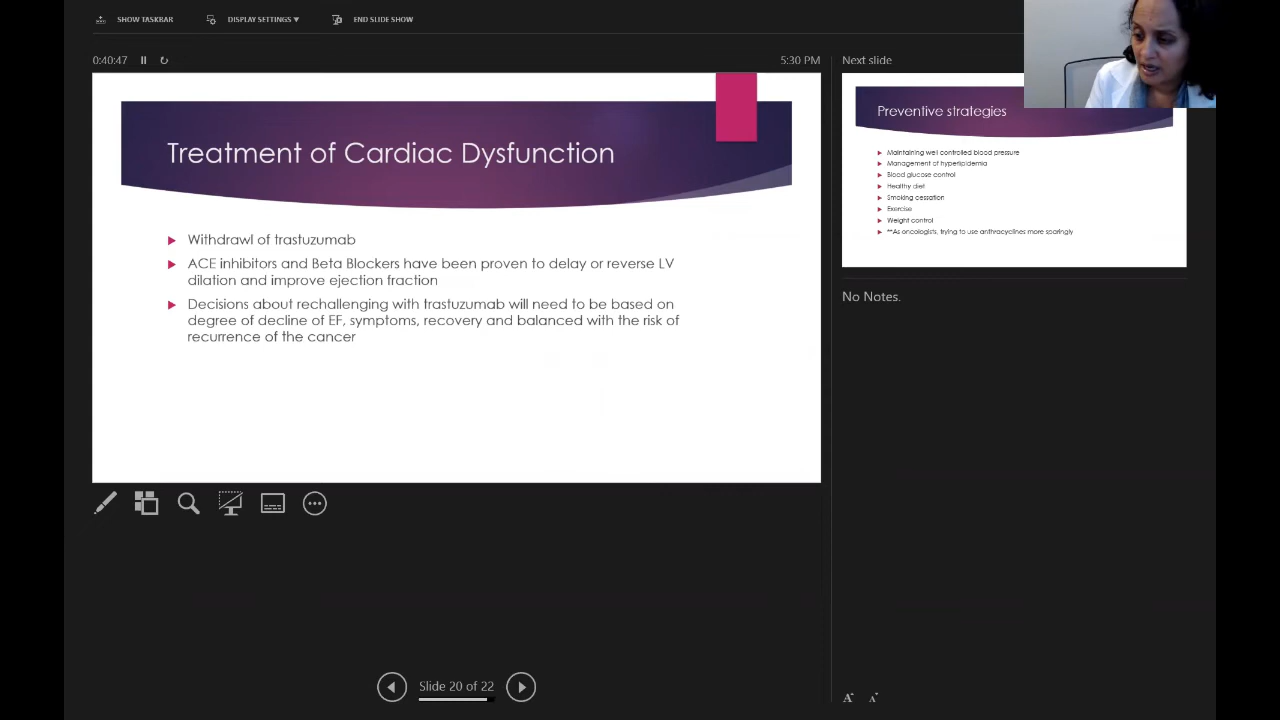 SHOW TASKBAR DISPLAY SETTINGS ▼ END SLIDE SHOW
0:40:47 5:30 PM
Treatment of Cardiac Dysfunction
Withdrawl of trastuzumab
ACE inhibitors and Beta Blockers have been proven to delay or reverse LV
dilation and improve ejection fraction
Decisions about rechallenging with trastuzumab will need to be based on
degree of decline of EF, symptoms, recovery and balanced with the risk of
recurrence of the cancer
Slide 20 of 22
Next slide
Preventive strategies
Maintaining well controlled blood pressure
Management of hyperlipidemia
Blood glucose control
Healthy diet
Smoking cessation
Exercise
Weight control
**As oncologists, trying to use anthracyclines more sparingly
No Notes.
A A